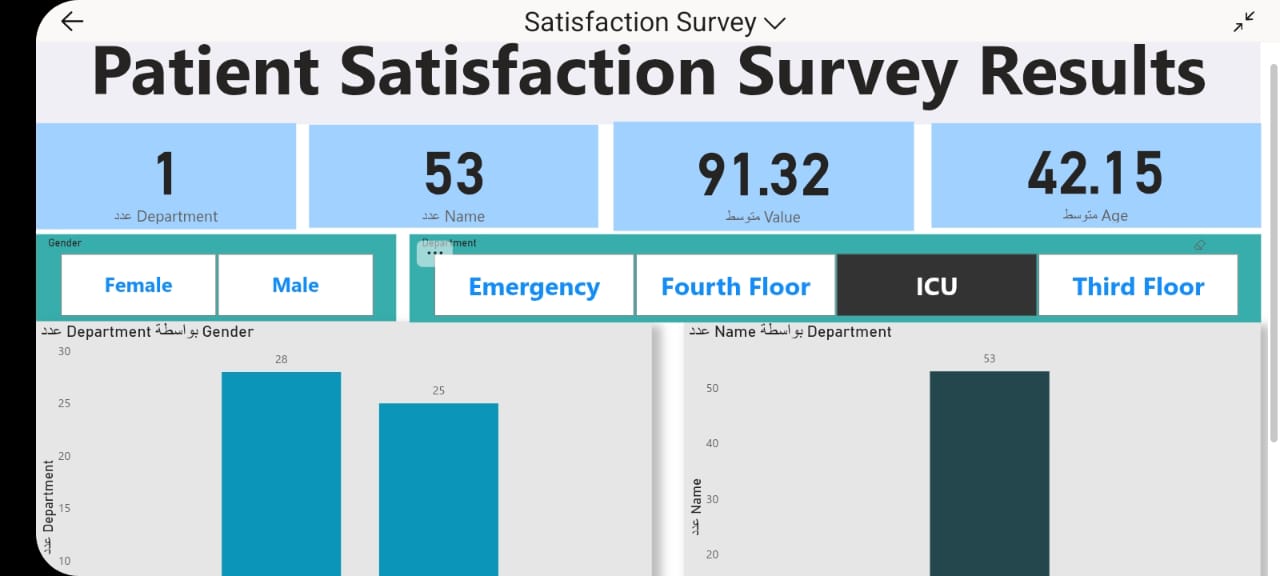 Satisfaction Survey
Patient Satisfaction Survey Results
1
عدد Department
53
عدد Name
91.32
متوسط Value
42.15
متوسط Age
Gender
Female
Male
Department
Emergency
Fourth Floor
ICU
Third Floor
عدد Department بواسطة Gender
30
25
20
15
10
عدد Department
28
25
عدد Name بواسطة Department
50
40
30
20
عدد Name
53